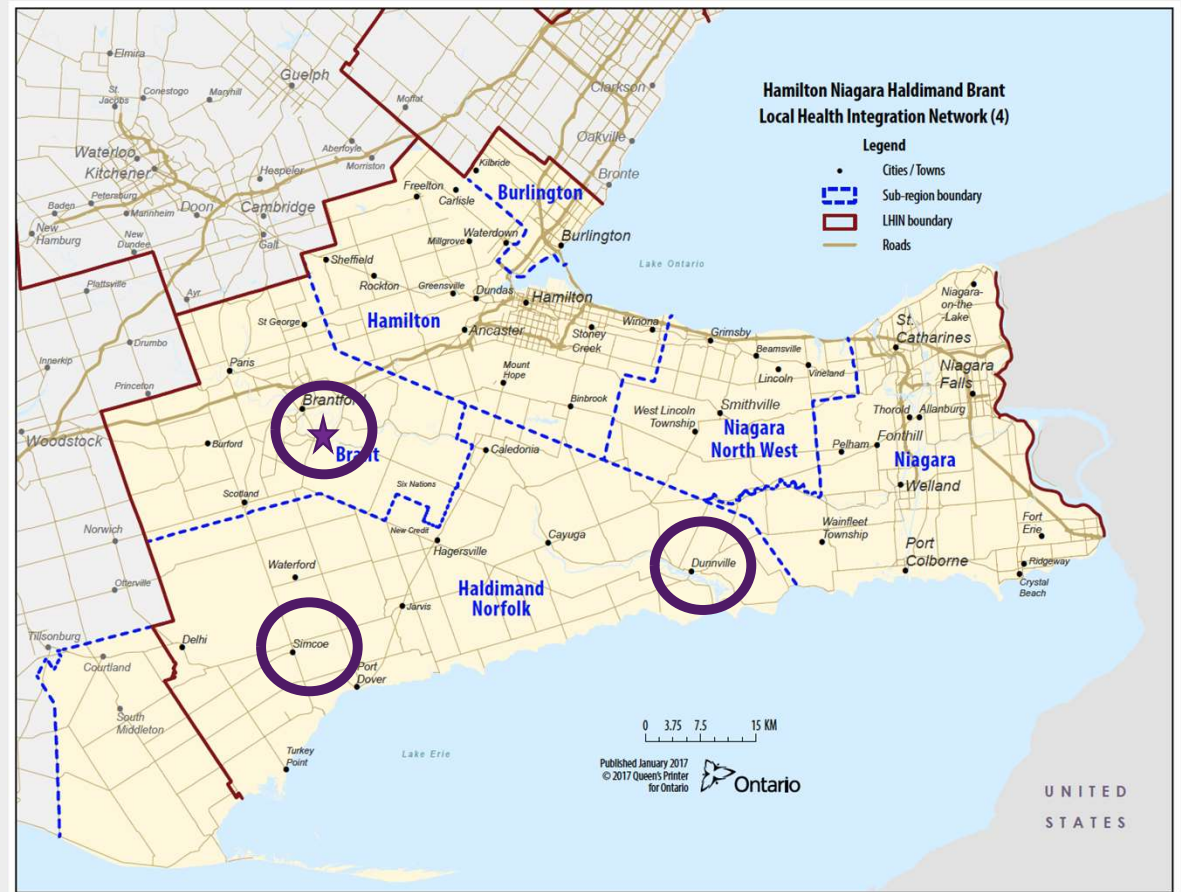 Hamilton Niagara Haldimand Brant
Local Health Integration Network (4)
Legend
Cities / Towns
Sub-region boundary
LHIN boundary
Roads
Elmira
Guelph
St.
Jacobs
Conestogo
Maryhill
Moffat
Clarkson
Oakville
Bronte
Waterloo
Kitchener
Aberfoyle
Morriston
Hespeler
Kilbride
Burlington
Freelton
Carlisle
Petersburg
Baden
Mannheim
Doon
Cambridge
New
Hamburg
New
Dundee
Galt
Millgrove
Waterdown
Burlington
Lake Ontario
Sheffield
Rockton
Greensville
Dundas
Hamilton
Plattsville
Ayr
St George
Hamilton
Ancaster
Stoney
Creek
Winona
Grimsby
Niagara-
on-the
-Lake
St.
Catharines
Drumbo
Innerkip
Paris
Princeton
Mount
Hope
Binbrook
Beamsville
Lincoln
Vineland
Niagara
Falls
Brantford
Brant
West Lincoln
Township
Smithville
Niagara
North West
Thorold
Allanburg
Woodstock
Burford
Caledonia
Pelham
Fonthill
Niagara
Welland
Scotland
Six Nations
New Credit
Norwich
Hagersville
Cayuga
Dunnville
Wainfleet
Township
Port
Colborne
Fort
Erie
Ridgeway
Crystal
Beach
Otterville
Waterford
Haldimand
Norfolk
Jarvis
Tillsonburg
Courtland
Delhi
Simcoe
Port
Dover
South
Middleton
Turkey
Point
Lake Erie
0 3.75 7.5 15 KM
Published January 2017
© 2017 Queen's Printer
for Ontario
Ontario
UNITED
STATES